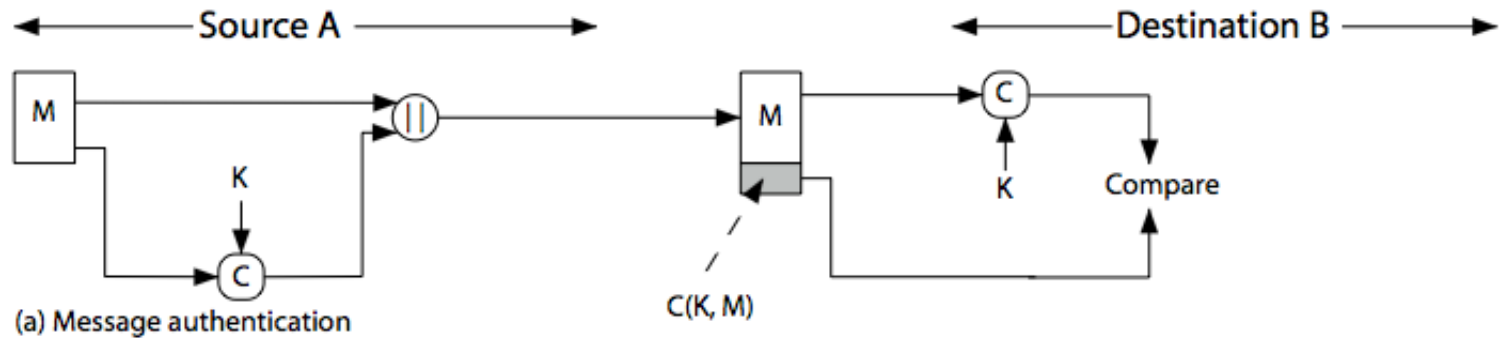 Source A
Destination B
M
||
M
C
K
K
Compare
C
C(K, M)
(a) Message authentication